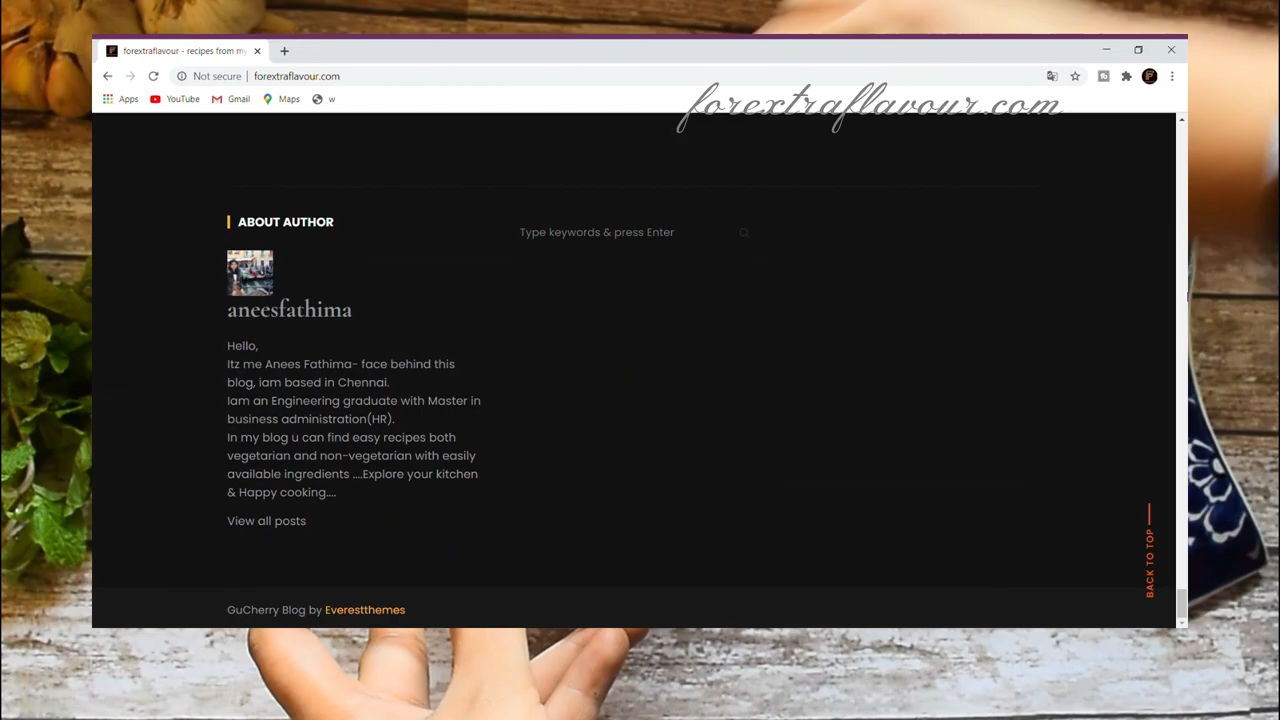 forextraflavour - recipes from my
Not secure
forextraflavour.com
Apps
YouTube
Gmail
Maps
w
forextraflavour.com
ABOUT AUTHOR
Type keywords & press Enter
aneesfathima
Hello,
Itz me Anees Fathima- face behind this
blog, iam based in Chennai.
Iam an Engineering graduate with Master in
business administration(HR).
In my blog u can find easy recipes both
vegetarian and non-vegetarian with easily
available ingredients ....Explore your kitchen
& Happy cooking....
View all posts
BACK TO TOP
GuCherry Blog by Everestthemes